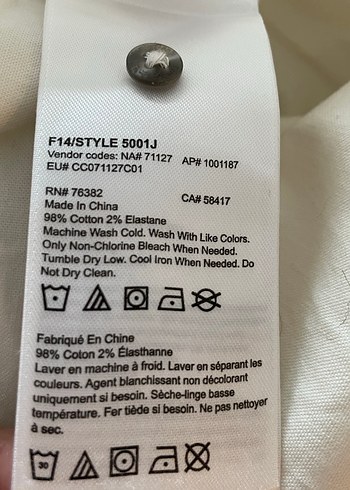 F14/STYLE 5001J
Vendor codes: NA# 71127 AP# 1001187
EU# CC071127C01
RN# 76382 CA# 58417
Made In China
98% Cotton 2% Elastane
Machine Wash Cold. Wash With Like Colors.
Only Non-Chlorine Bleach When Needed.
Tumble Dry Low. Cool Iron When Needed. Do
Not Dry Clean.
Fabriqué En Chine
98% Coton 2% Élasthanne
Laver en machine à froid. Laver en séparant les
couleurs. Agent blanchissant non décolorant
uniquement si besoin. Sèche-linge basse
température. Fer tiède si besoin. Ne pas nettoyer
à sec.
30